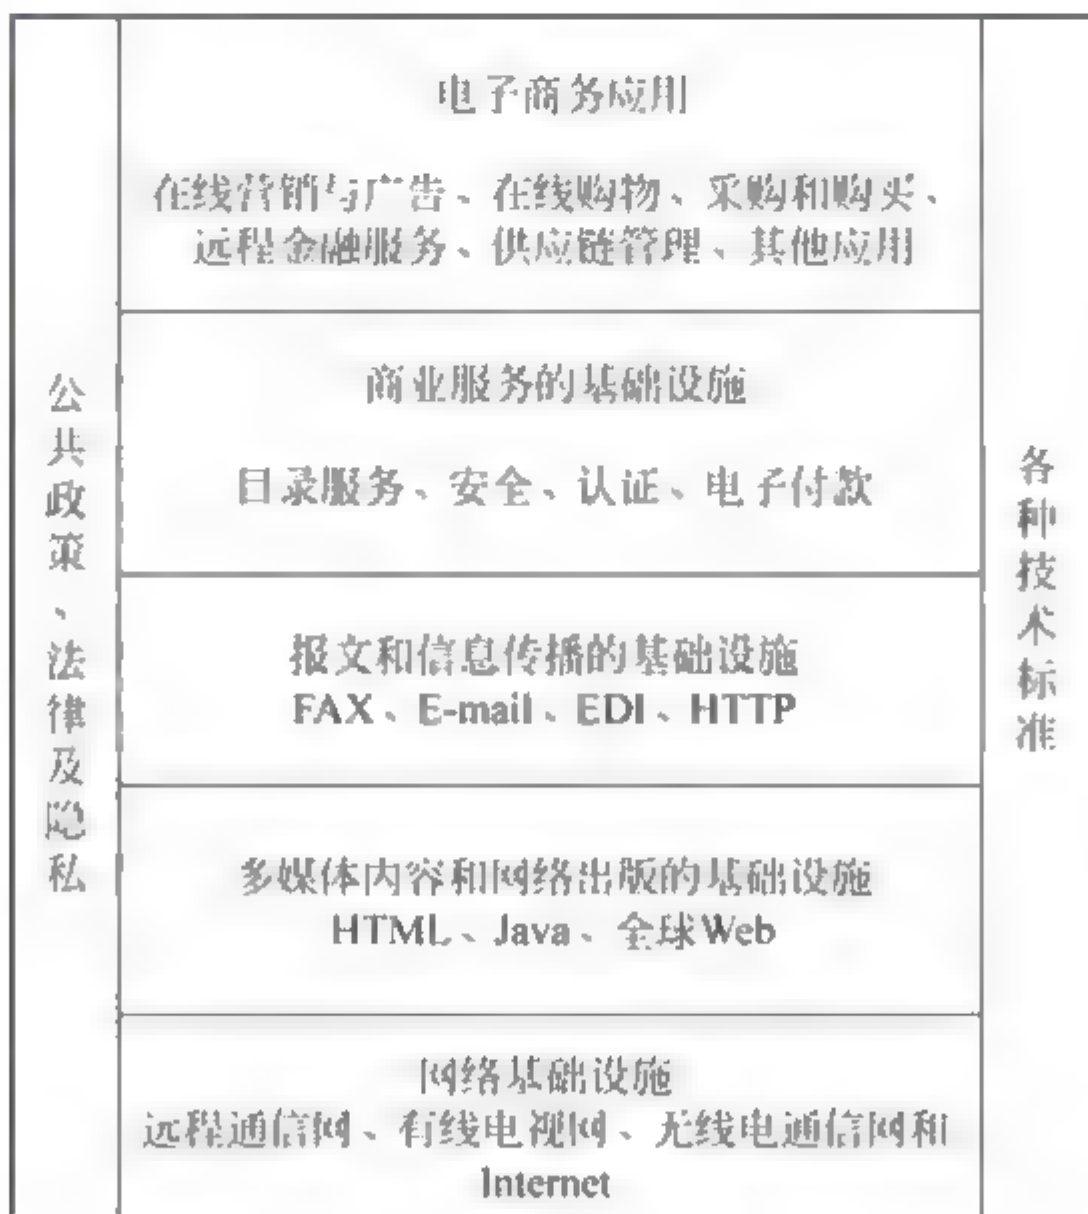 电子商务应用
在线营销与广告、在线购物、采购和购买、
远程金融服务、供应链管理、其他应用
商业服务的基础设施
目录服务、安全、认证、电子付款
报文和信息传播的基础设施
FAX、E-mail、EDI、HTTP
多媒体内容和网络出版的基础设施
HTML、Java、全球Web
网络基础设施
远程通信网、有线电视网、无线电通信网和
Internet
公共政策、法律及隐私
各种技术标准